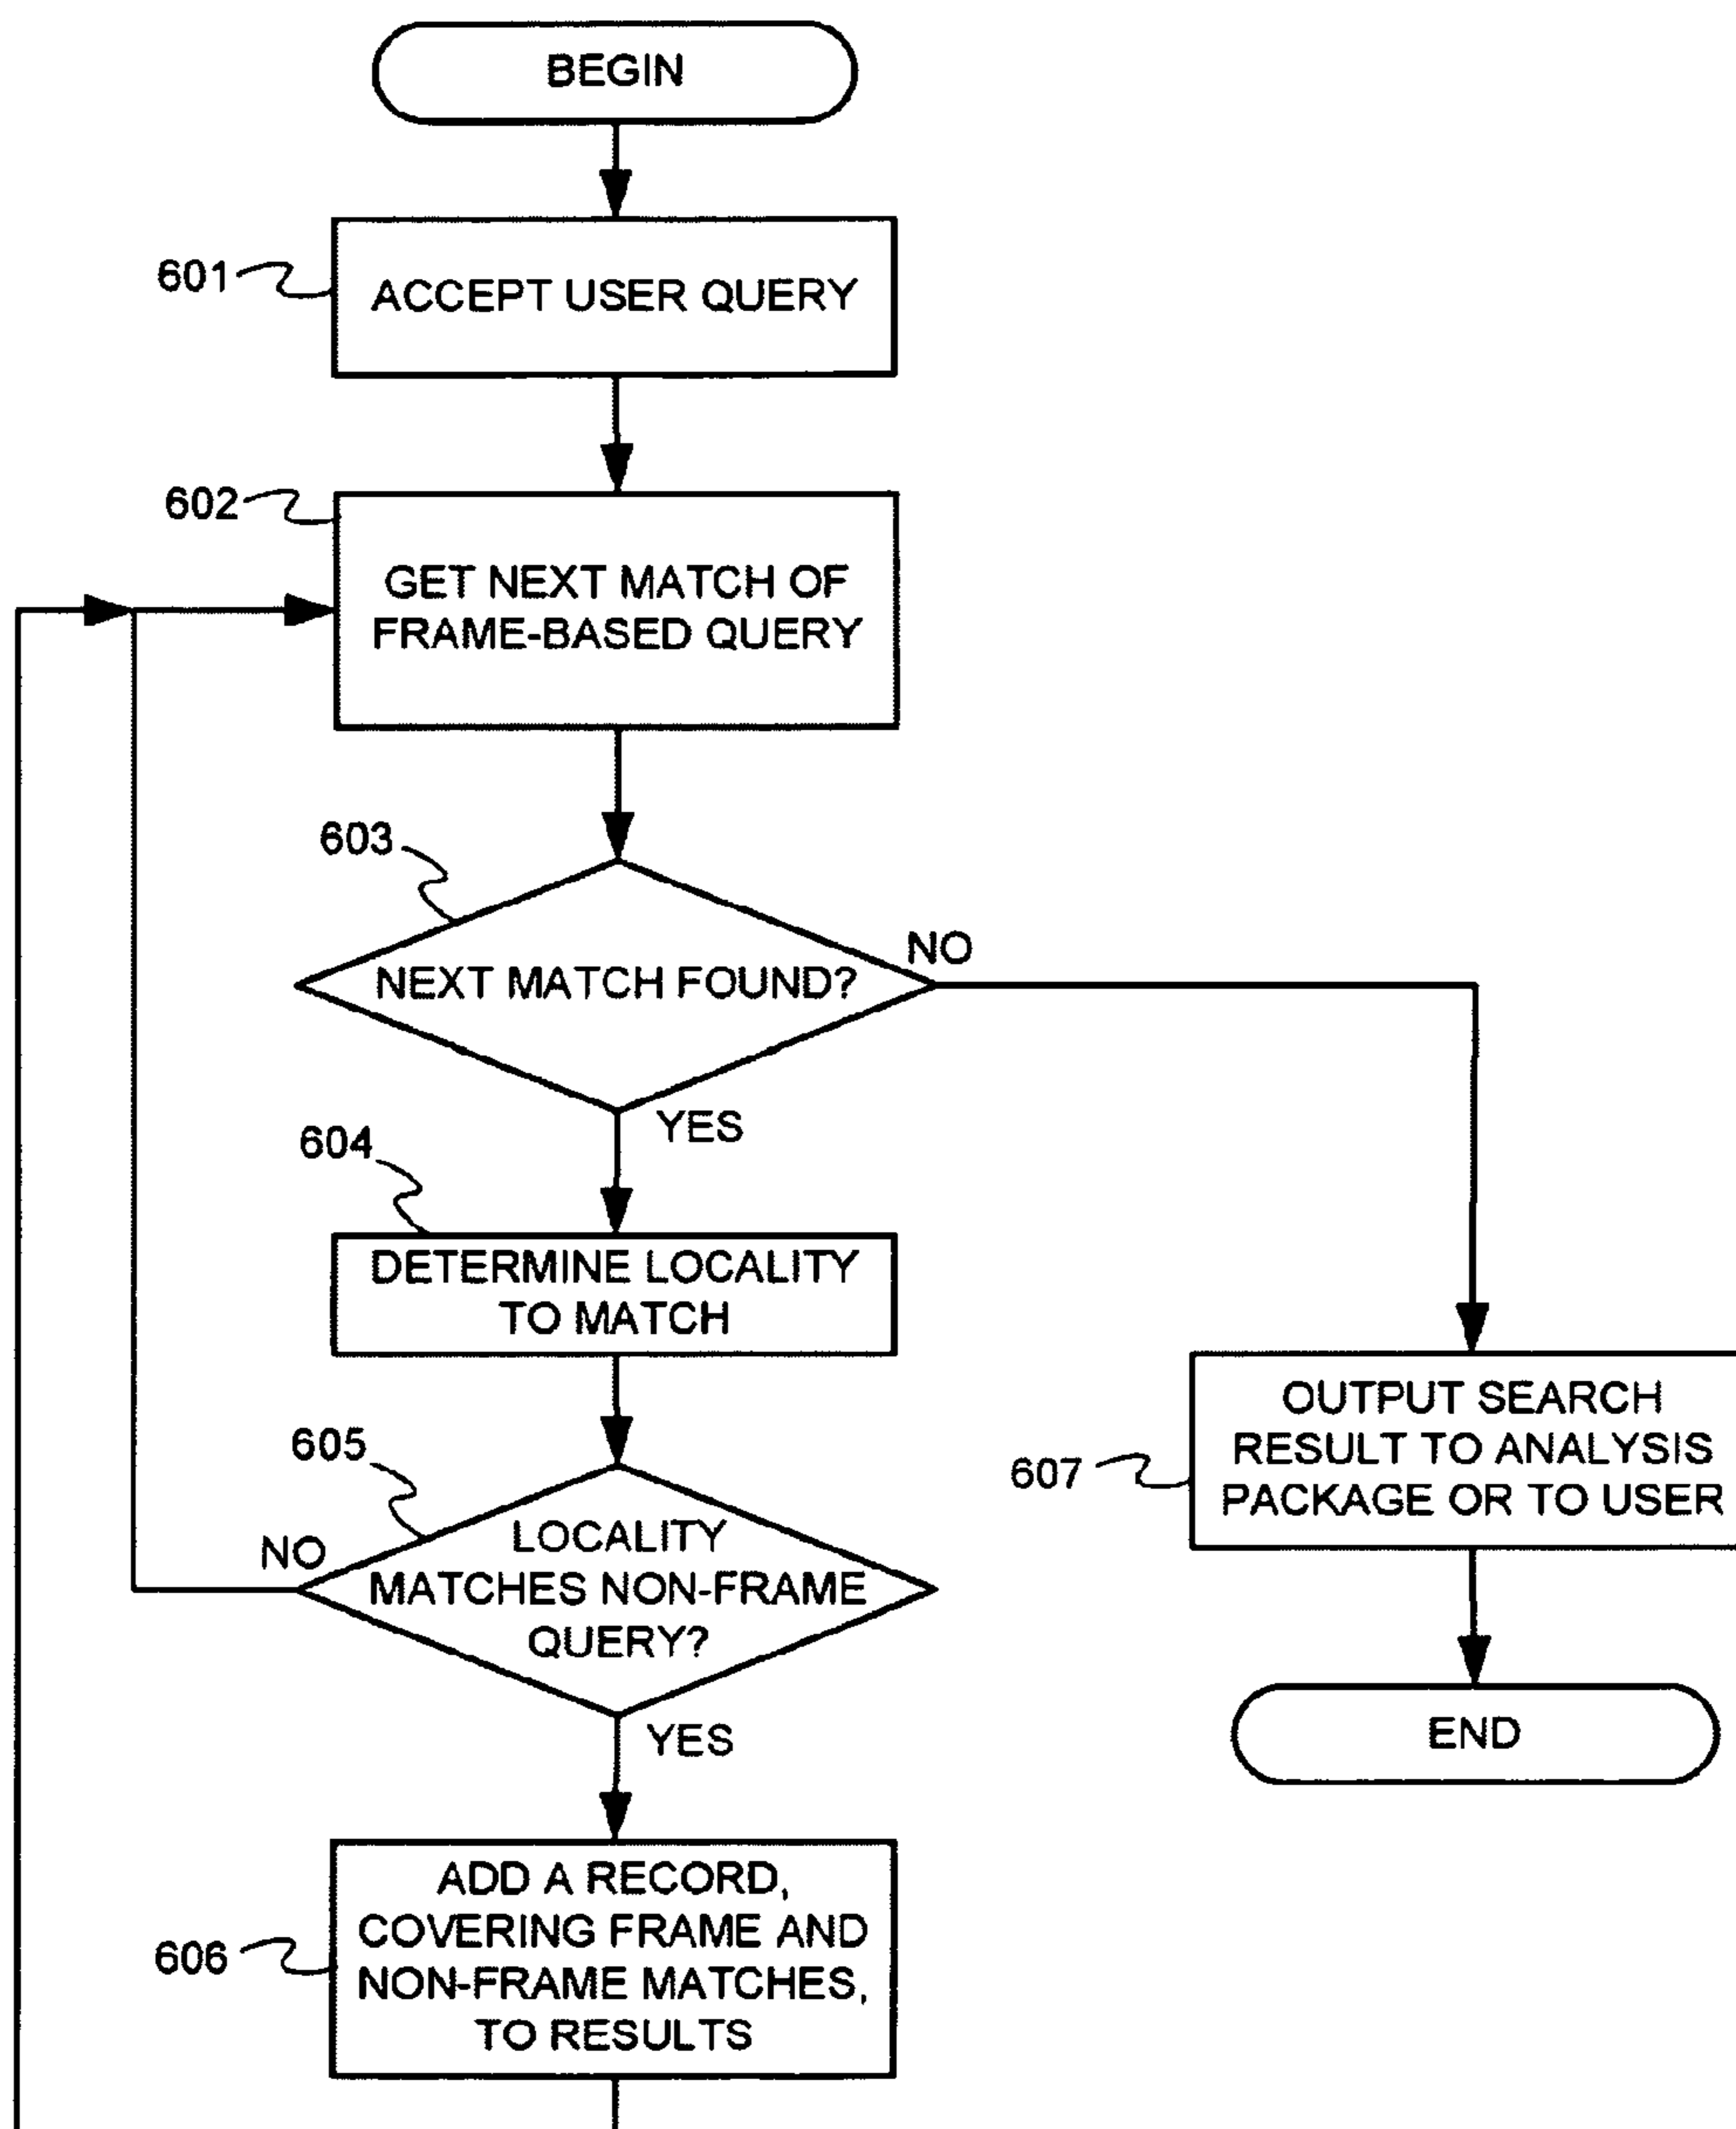 BEGIN
601
ACCEPT USER QUERY
602
GET NEXT MATCH OF
FRAME-BASED QUERY
603
NEXT MATCH FOUND?
NO
YES
604
DETERMINE LOCALITY
TO MATCH
605
LOCALITY
MATCHES NON-FRAME
QUERY?
NO
YES
606
ADD A RECORD,
COVERING FRAME AND
NON-FRAME MATCHES,
TO RESULTS
607
OUTPUT SEARCH
RESULT TO ANALYSIS
PACKAGE OR TO USER
END